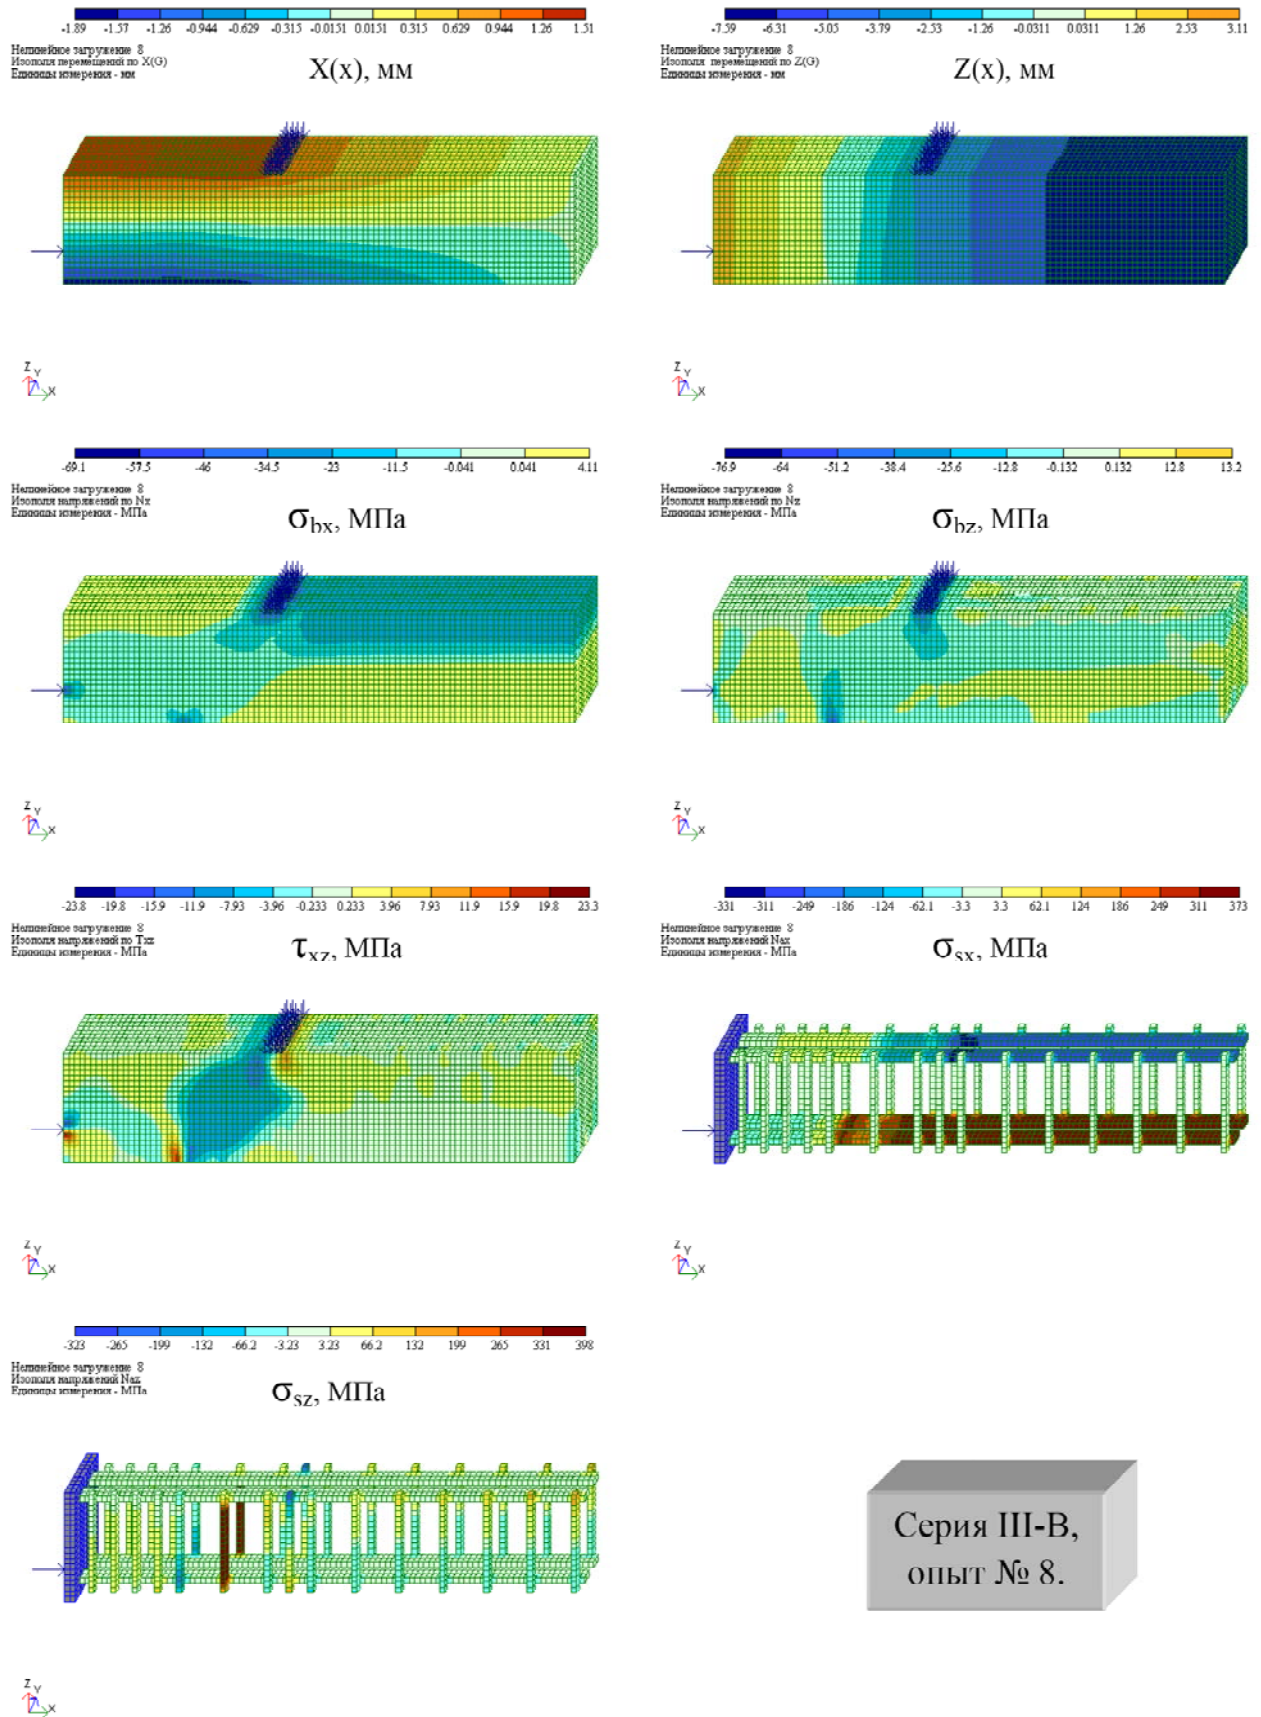 -1.89 -1.57 -1.26 -0.944 -0.629 -0.315 -0.0151 0.0151 0.315 0.629 0.944 1.26 1.51
Нелинейное загружение 8
Изополя перемещений по X(G)
Единицы измерения - мм
X(x), мм
-7.59 -6.31 -5.05 -3.79 -2.53 -1.26 -0.0311 0.0311 1.26 2.53 3.11
Нелинейное загружение 8
Изополя перемещений по Z(G)
Единицы измерения - мм
Z(x), мм
Z Y X
Z Y X
-69.1 -57.5 -46 -34.5 -23 -11.5 -0.041 0.041 4.11
Нелинейное загружение 8
Изополя напряжений по Nx
Единицы измерения - МПа
σbx, МПа
-76.9 -64 -51.2 -38.4 -25.6 -12.8 -0.132 0.132 12.8 13.2
Нелинейное загружение 8
Изополя напряжений по Nz
Единицы измерения - МПа
σbz, МПа
Z Y X
Z Y X
-23.8 -19.8 -15.9 -11.9 -7.93 -3.96 -0.233 0.233 3.96 7.93 11.9 15.9 19.8 23.3
Нелинейное загружение 8
Изополя напряжений по Txz
Единицы измерения - МПа
τxz, МПа
-331 -311 -249 -186 -124 -62.1 -3.3 3.3 62.1 124 186 249 311 373
Нелинейное загружение 8
Изополя напряжений Nax
Единицы измерения - МПа
σsx, МПа
Z Y X
Z Y X
-323 -265 -199 -132 -66.2 -3.23 3.23 66.2 132 199 265 331 398
Нелинейное загружение 8
Изополя напряжений Naz
Единицы измерения - МПа
σsz, МПа
Серия III-В,
опыт № 8.
Z Y X